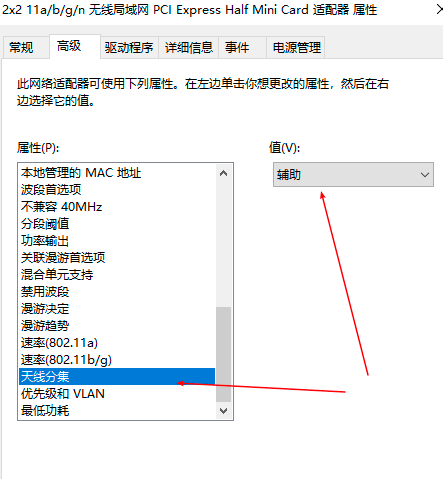 2x2 11a/b/g/n 无线局域网 PCI Express Half Mini Card 适配器 属性
常规 高级 驱动程序 详细信息 事件 电源管理
此网络适配器可使用下列属性。在左边单击你想更改的属性，然后在右
边选择它的值。
属性(P): 值(V):
本地管理的 MAC 地址 辅助
波段首选项
不兼容 40MHz
分段阈值
功率输出
关联漫游首选项
混合单元支持
禁用波段
漫游决定
漫游趋势
速率(802.11a)
速率(802.11b/g)
天线分集
优先级和 VLAN
最低功耗